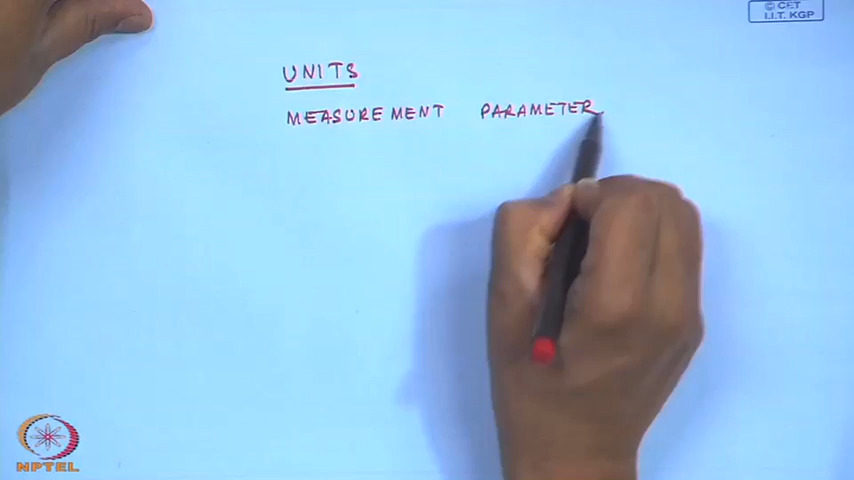 © CET
I.I.T. KGP
UNITS
MEASUREMENT PARAMETER
NPTEL